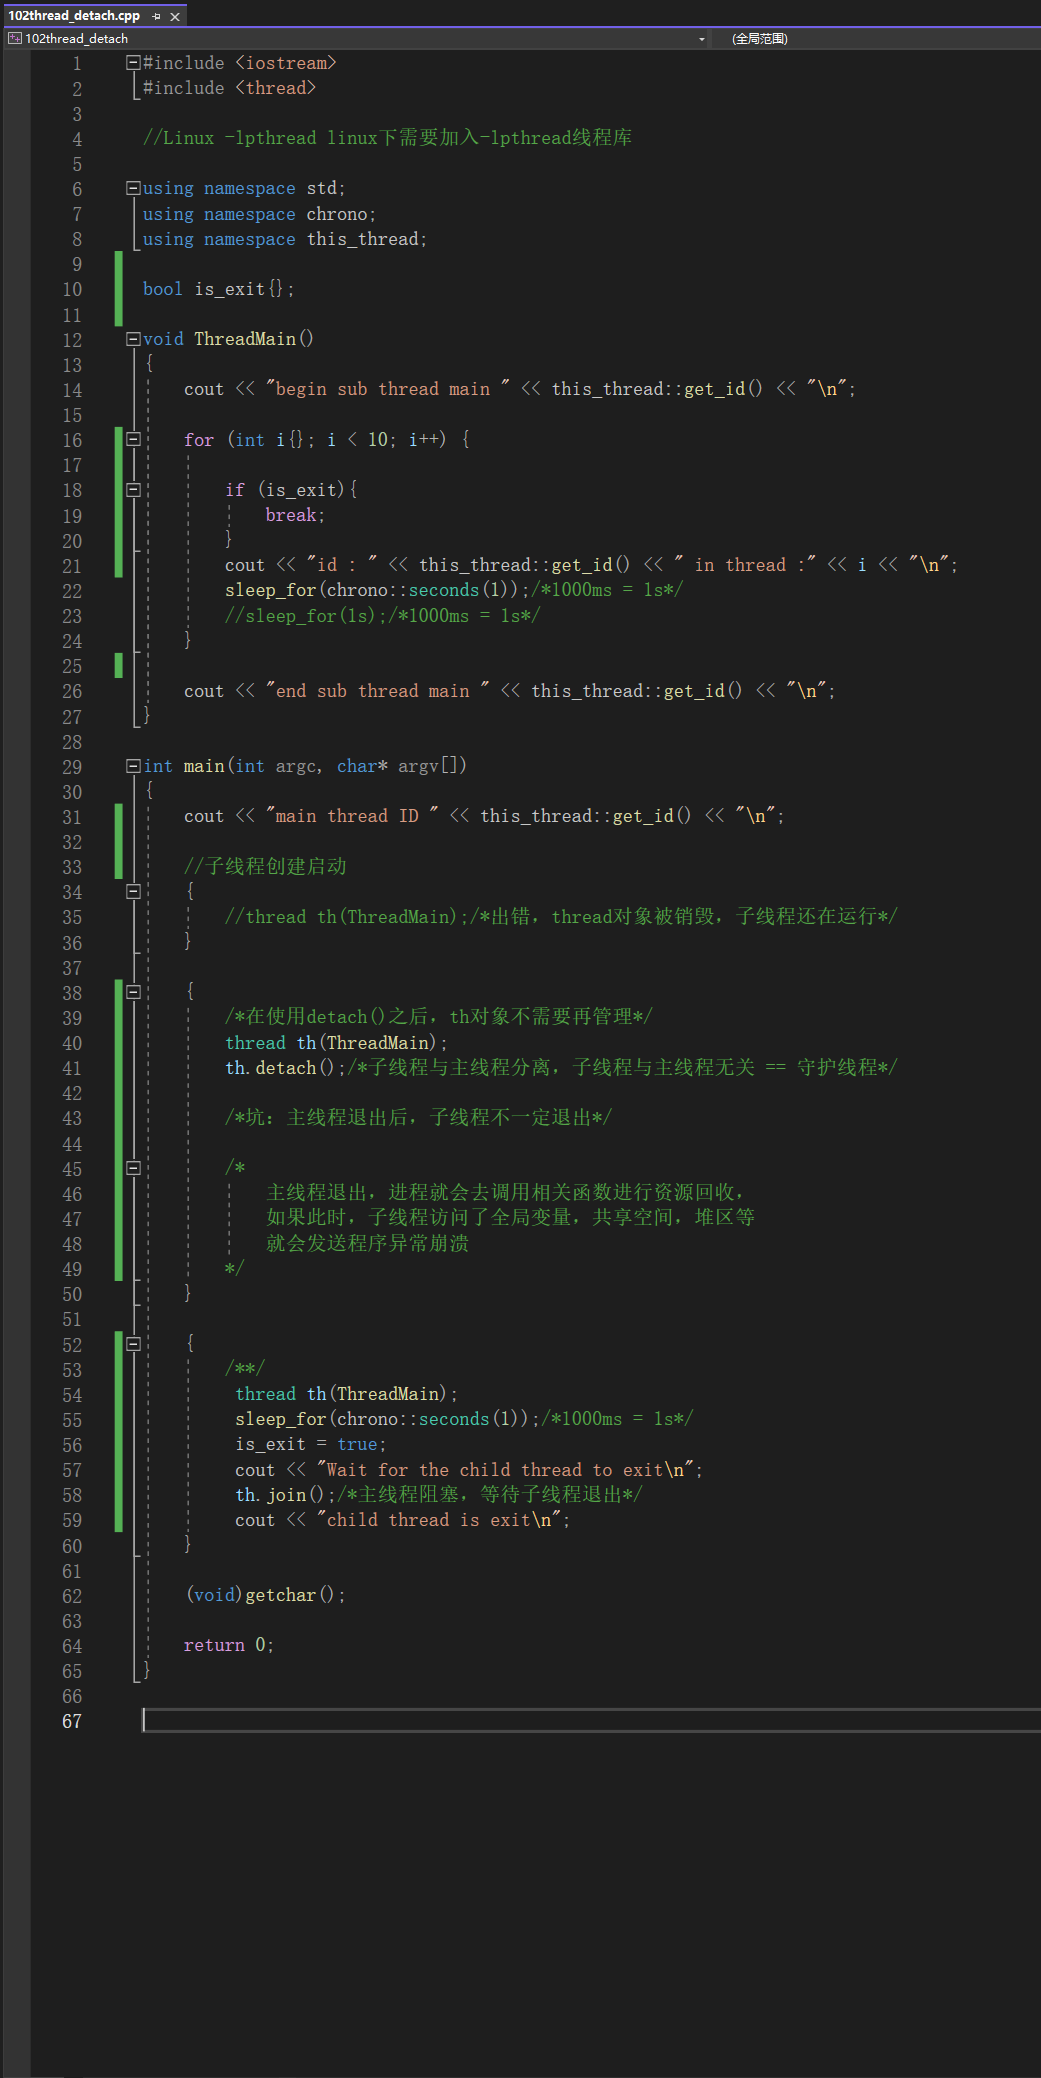 102thread_detach.cpp
102thread_detach (全局范围)
1 #include <iostream>
2 #include <thread>
3
4 //Linux -lpthread linux下需要加入-lpthread线程库
5
6 using namespace std;
7 using namespace chrono;
8 using namespace this_thread;
9
10 bool is_exit{};
11
12 void ThreadMain()
13 {
14 cout << "begin sub thread main " << this_thread::get_id() << "\n";
15
16 for (int i{}; i < 10; i++) {
17
18 if (is_exit){
19 break;
20 }
21 cout << "id : " << this_thread::get_id() << " in thread :" << i << "\n";
22 sleep_for(chrono::seconds(1));/*1000ms = 1s*/
23 //sleep_for(1s);/*1000ms = 1s*/
24 }
25
26 cout << "end sub thread main " << this_thread::get_id() << "\n";
27 }
28
29 int main(int argc, char* argv[])
30 {
31 cout << "main thread ID " << this_thread::get_id() << "\n";
32
33 //子线程创建启动
34 {
35 //thread th(ThreadMain);/*出错，thread对象被销毁，子线程还在运行*/
36 }
37
38 {
39 /*在使用detach()之后，th对象不需要再管理*/
40 thread th(ThreadMain);
41 th.detach();/*子线程与主线程分离，子线程与主线程无关 == 守护线程*/
42
43 /*坑：主线程退出后，子线程不一定退出*/
44
45 /*
46 主线程退出，进程就会去调用相关函数进行资源回收，
47 如果此时，子线程访问了全局变量，共享空间，堆区等
48 就会发送程序异常崩溃
49 */
50 }
51
52 {
53 /**/
54 thread th(ThreadMain);
55 sleep_for(chrono::seconds(1));/*1000ms = 1s*/
56 is_exit = true;
57 cout << "Wait for the child thread to exit\n";
58 th.join();/*主线程阻塞，等待子线程退出*/
59 cout << "child thread is exit\n";
60 }
61
62 (void)getchar();
63
64 return 0;
65 }
66
67